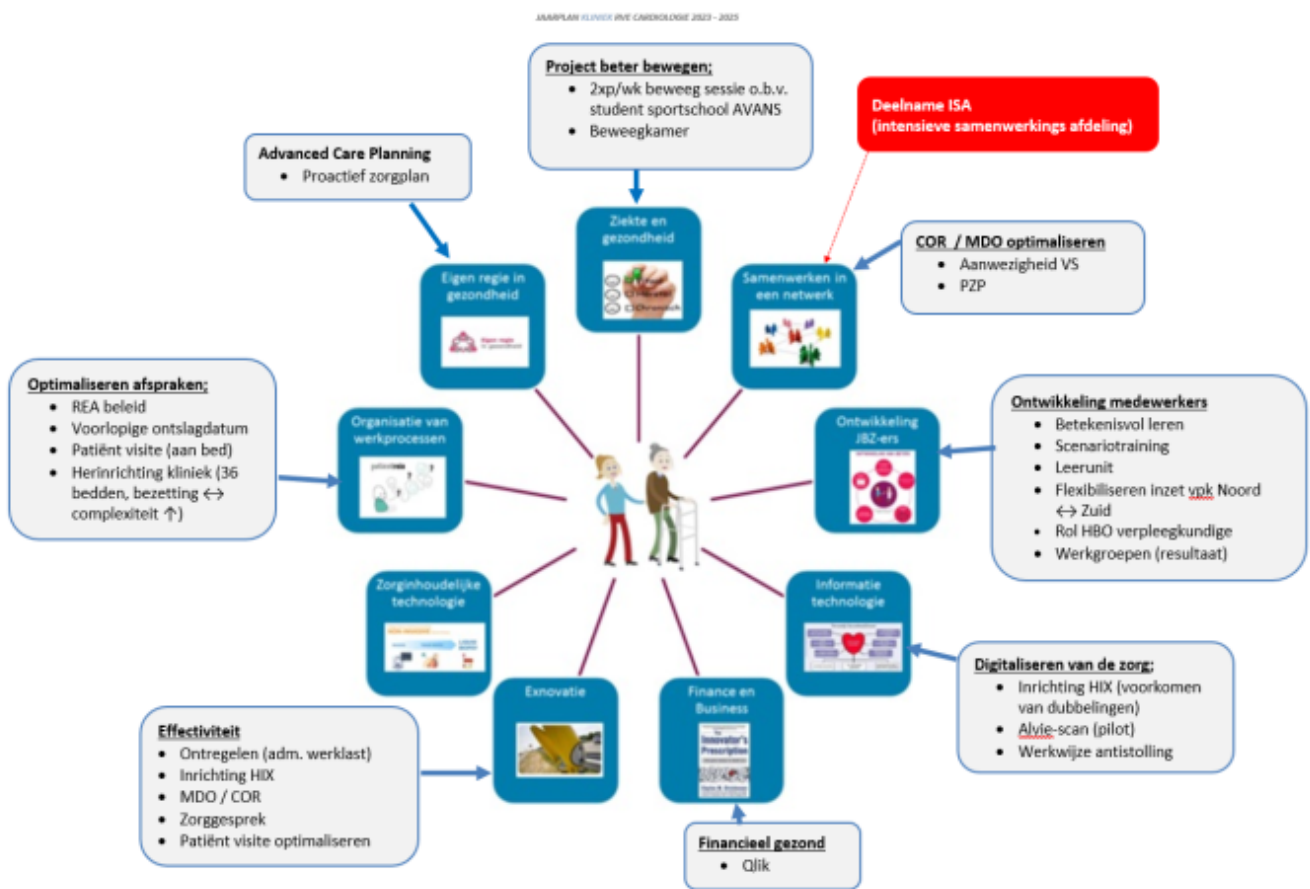 JAARPLAN KLINIEK RVE CARDIOLOGIE 2023 - 2025
Project beter bewegen;
2xp/wk beweeg sessie o.b.v.
student sportschool AVANS
Beweegkamer
Deelname ISA
(intensieve samenwerkings afdeling)
Advanced Care Planning
Proactief zorgplan
Ziekte en
gezondheid
COR / MDO optimaliseren
Aanwezigheid VS
PZP
Eigen regie in
gezondheid
Eigen regie
in gezondheid
Samenwerken in
een netwerk
Optimaliseren afspraken;
REA beleid
Voorlopige ontslagdatum
Patiënt visite (aan bed)
Herinrichting kliniek (36
bedden, bezetting ↔
complexiteit ↑)
Organisatie van
werkprocessen
Ontwikkeling
JBZ-ers
Ontwikkeling medewerkers
Betekenisvol leren
Scenariotraining
Leerunit
Flexibiliseren inzet vpk Noord
↔ Zuid
Rol HBO verpleegkundige
Werkgroepen (resultaat)
Zorginhoudelijke
technologie
Informatie
technologie
Digitaliseren van de zorg;
Inrichting HIX (voorkomen
van dubbelingen)
Alvie-scan (pilot)
Werkwijze antistolling
Exnovatie
Finance en
Business
Innovator's
Prescription
Effectiviteit
Ontregelen (adm. werklast)
Inrichting HIX
MDO / COR
Zorggesprek
Patiënt visite optimaliseren
Financieel gezond
Qlik